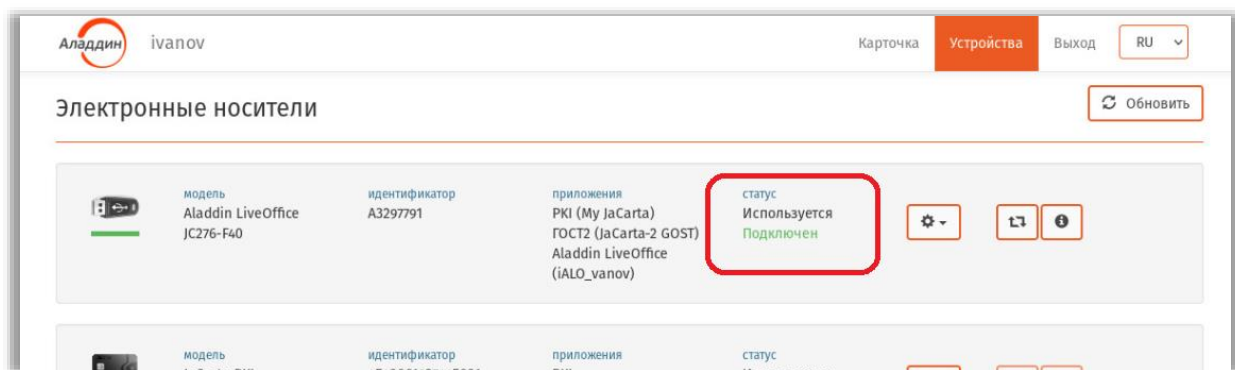 Аладдин ivanov Карточка Устройства Выход RU
Электронные носители Обновить
модель идентификатор приложения статус
Aladdin LiveOffice A3297791 PKI (My JaCarta) Используется
JC276-F40 ГОСТ2 (JaCarta-2 GOST) Подключен
Aladdin LiveOffice
(iALO_vanov)
модель идентификатор приложения статус